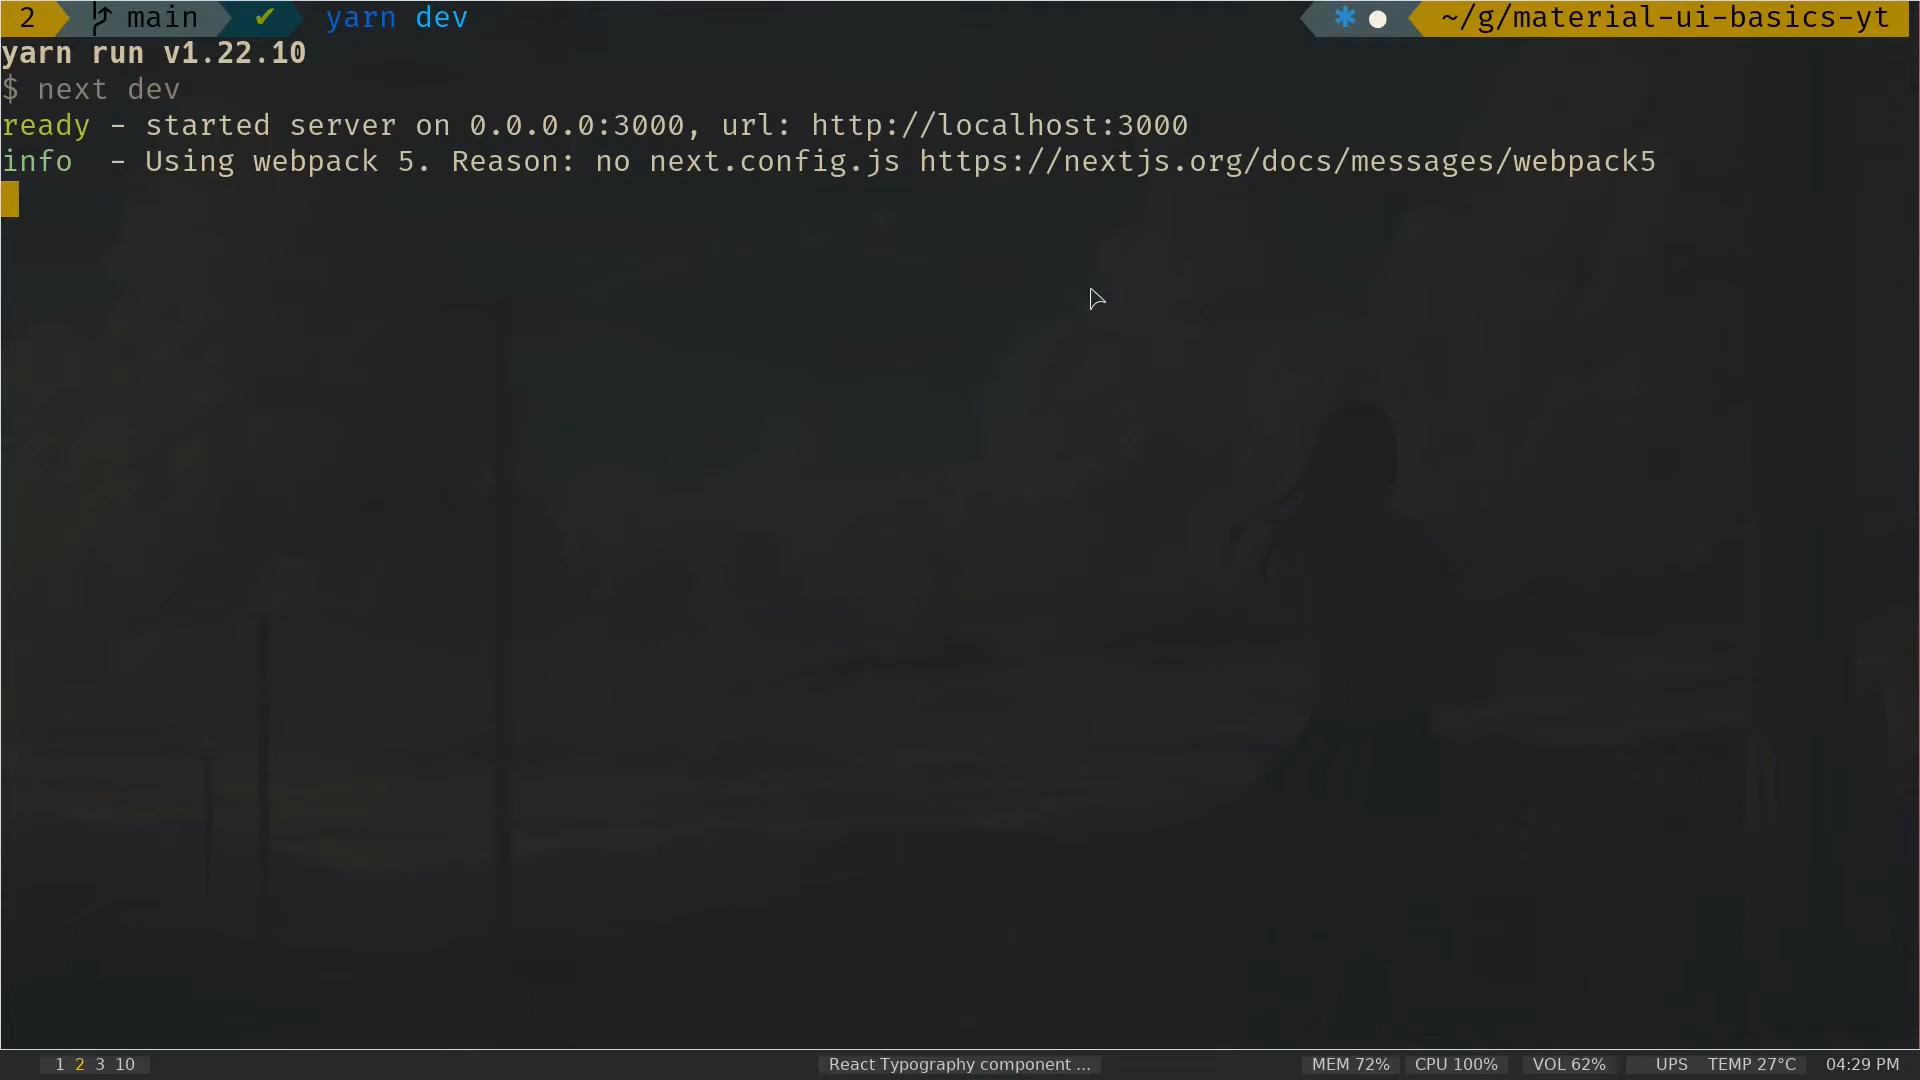 2 main ✔ yarn dev ✱ ● ~/g/material-ui-basics-yt
yarn run v1.22.10
$ next dev
ready - started server on 0.0.0.0:3000, url: http://localhost:3000
info - Using webpack 5. Reason: no next.config.js https://nextjs.org/docs/messages/webpack5
1 2 3 10 React Typography component ... MEM 72% CPU 100% VOL 62% UPS TEMP 27°C 04:29 PM